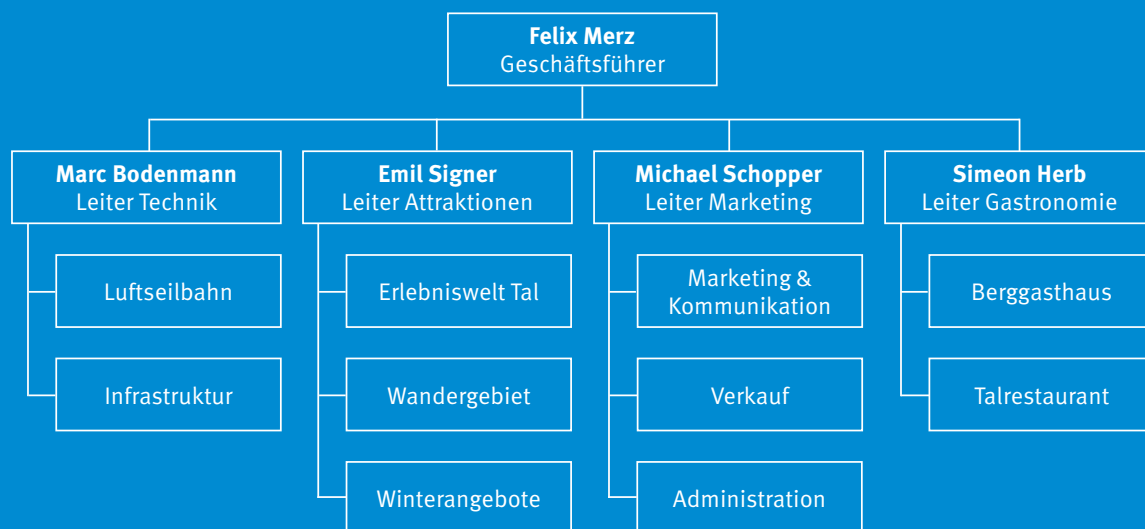 Felix Merz
Geschäftsführer
Marc Bodenmann
Leiter Technik
Luftseilbahn
Infrastruktur
Emil Signer
Leiter Attraktionen
Erlebniswelt Tal
Wandergebiet
Winterangebote
Michael Schopper
Leiter Marketing
Marketing &
Kommunikation
Verkauf
Administration
Simeon Herb
Leiter Gastronomie
Berggasthaus
Talrestaurant